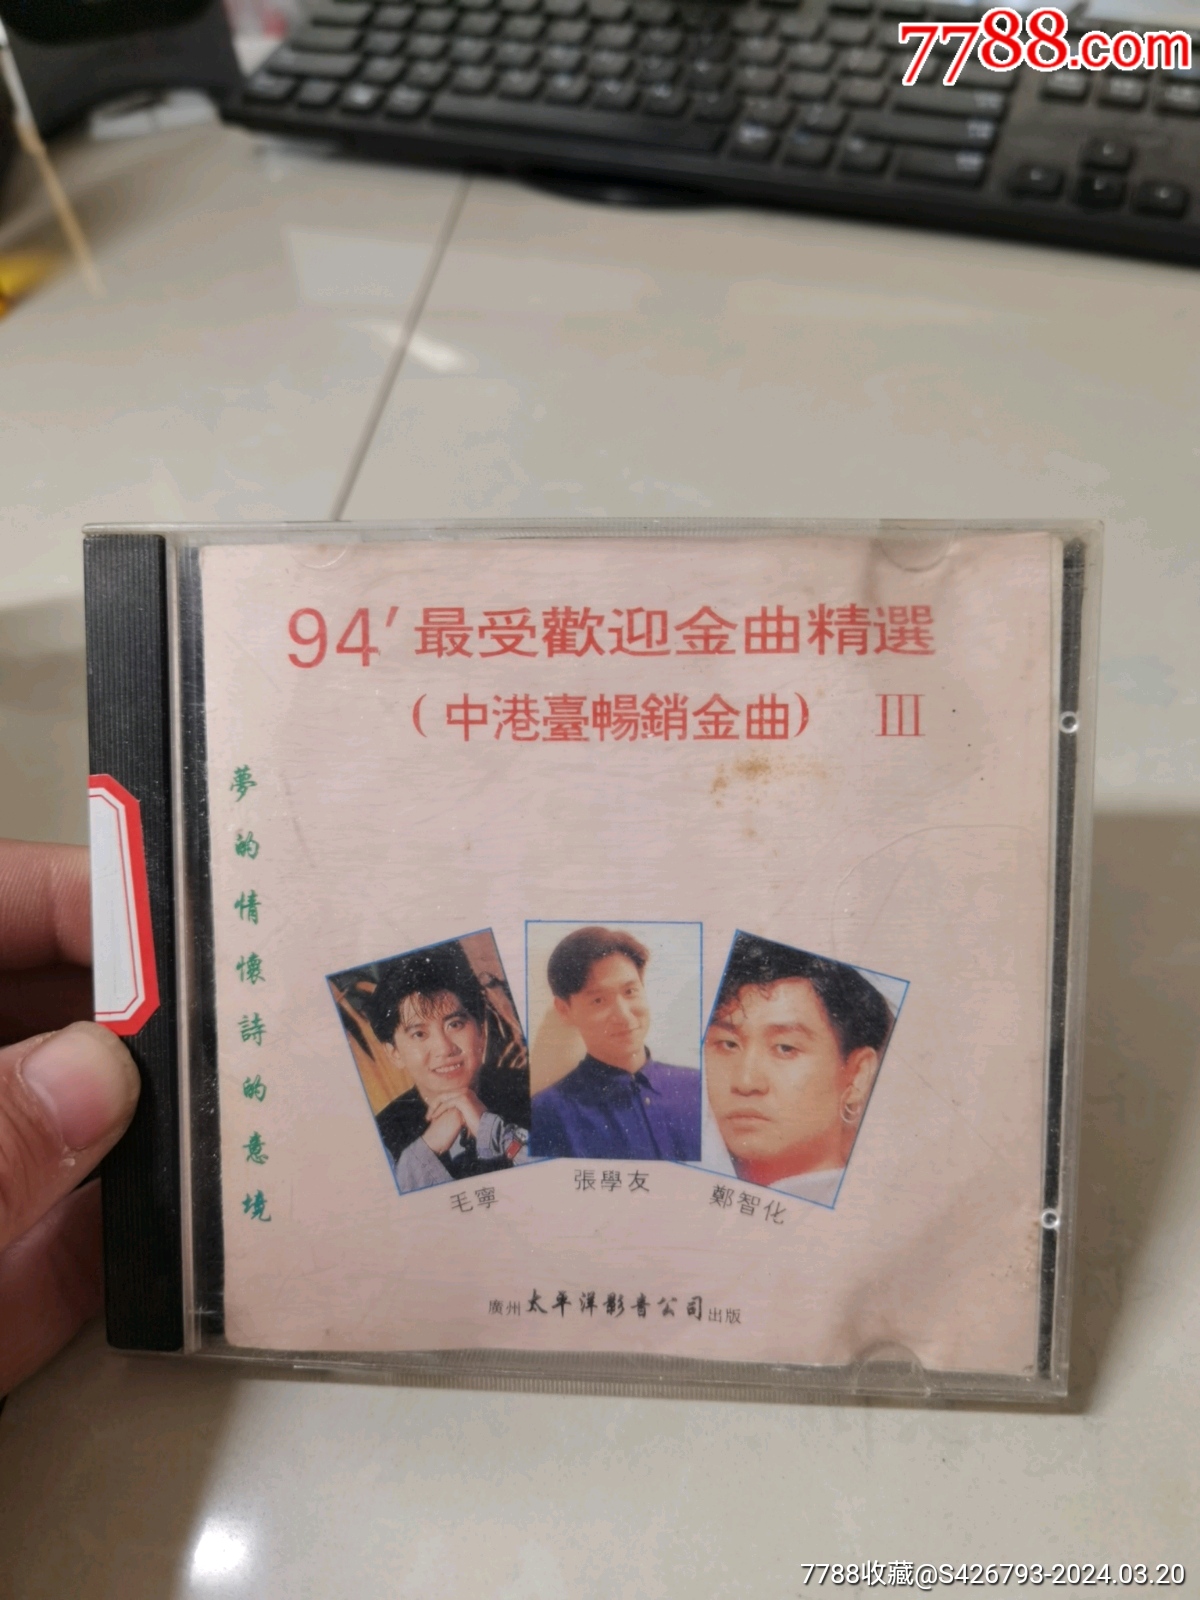 7788.com
94′最受歡迎金曲精選
（中港臺暢銷金曲） III
夢的情懷詩的意境
毛寧
張學友
鄭智化
廣州太平洋影音公司出版
7788收藏@S426793-2024.03.20